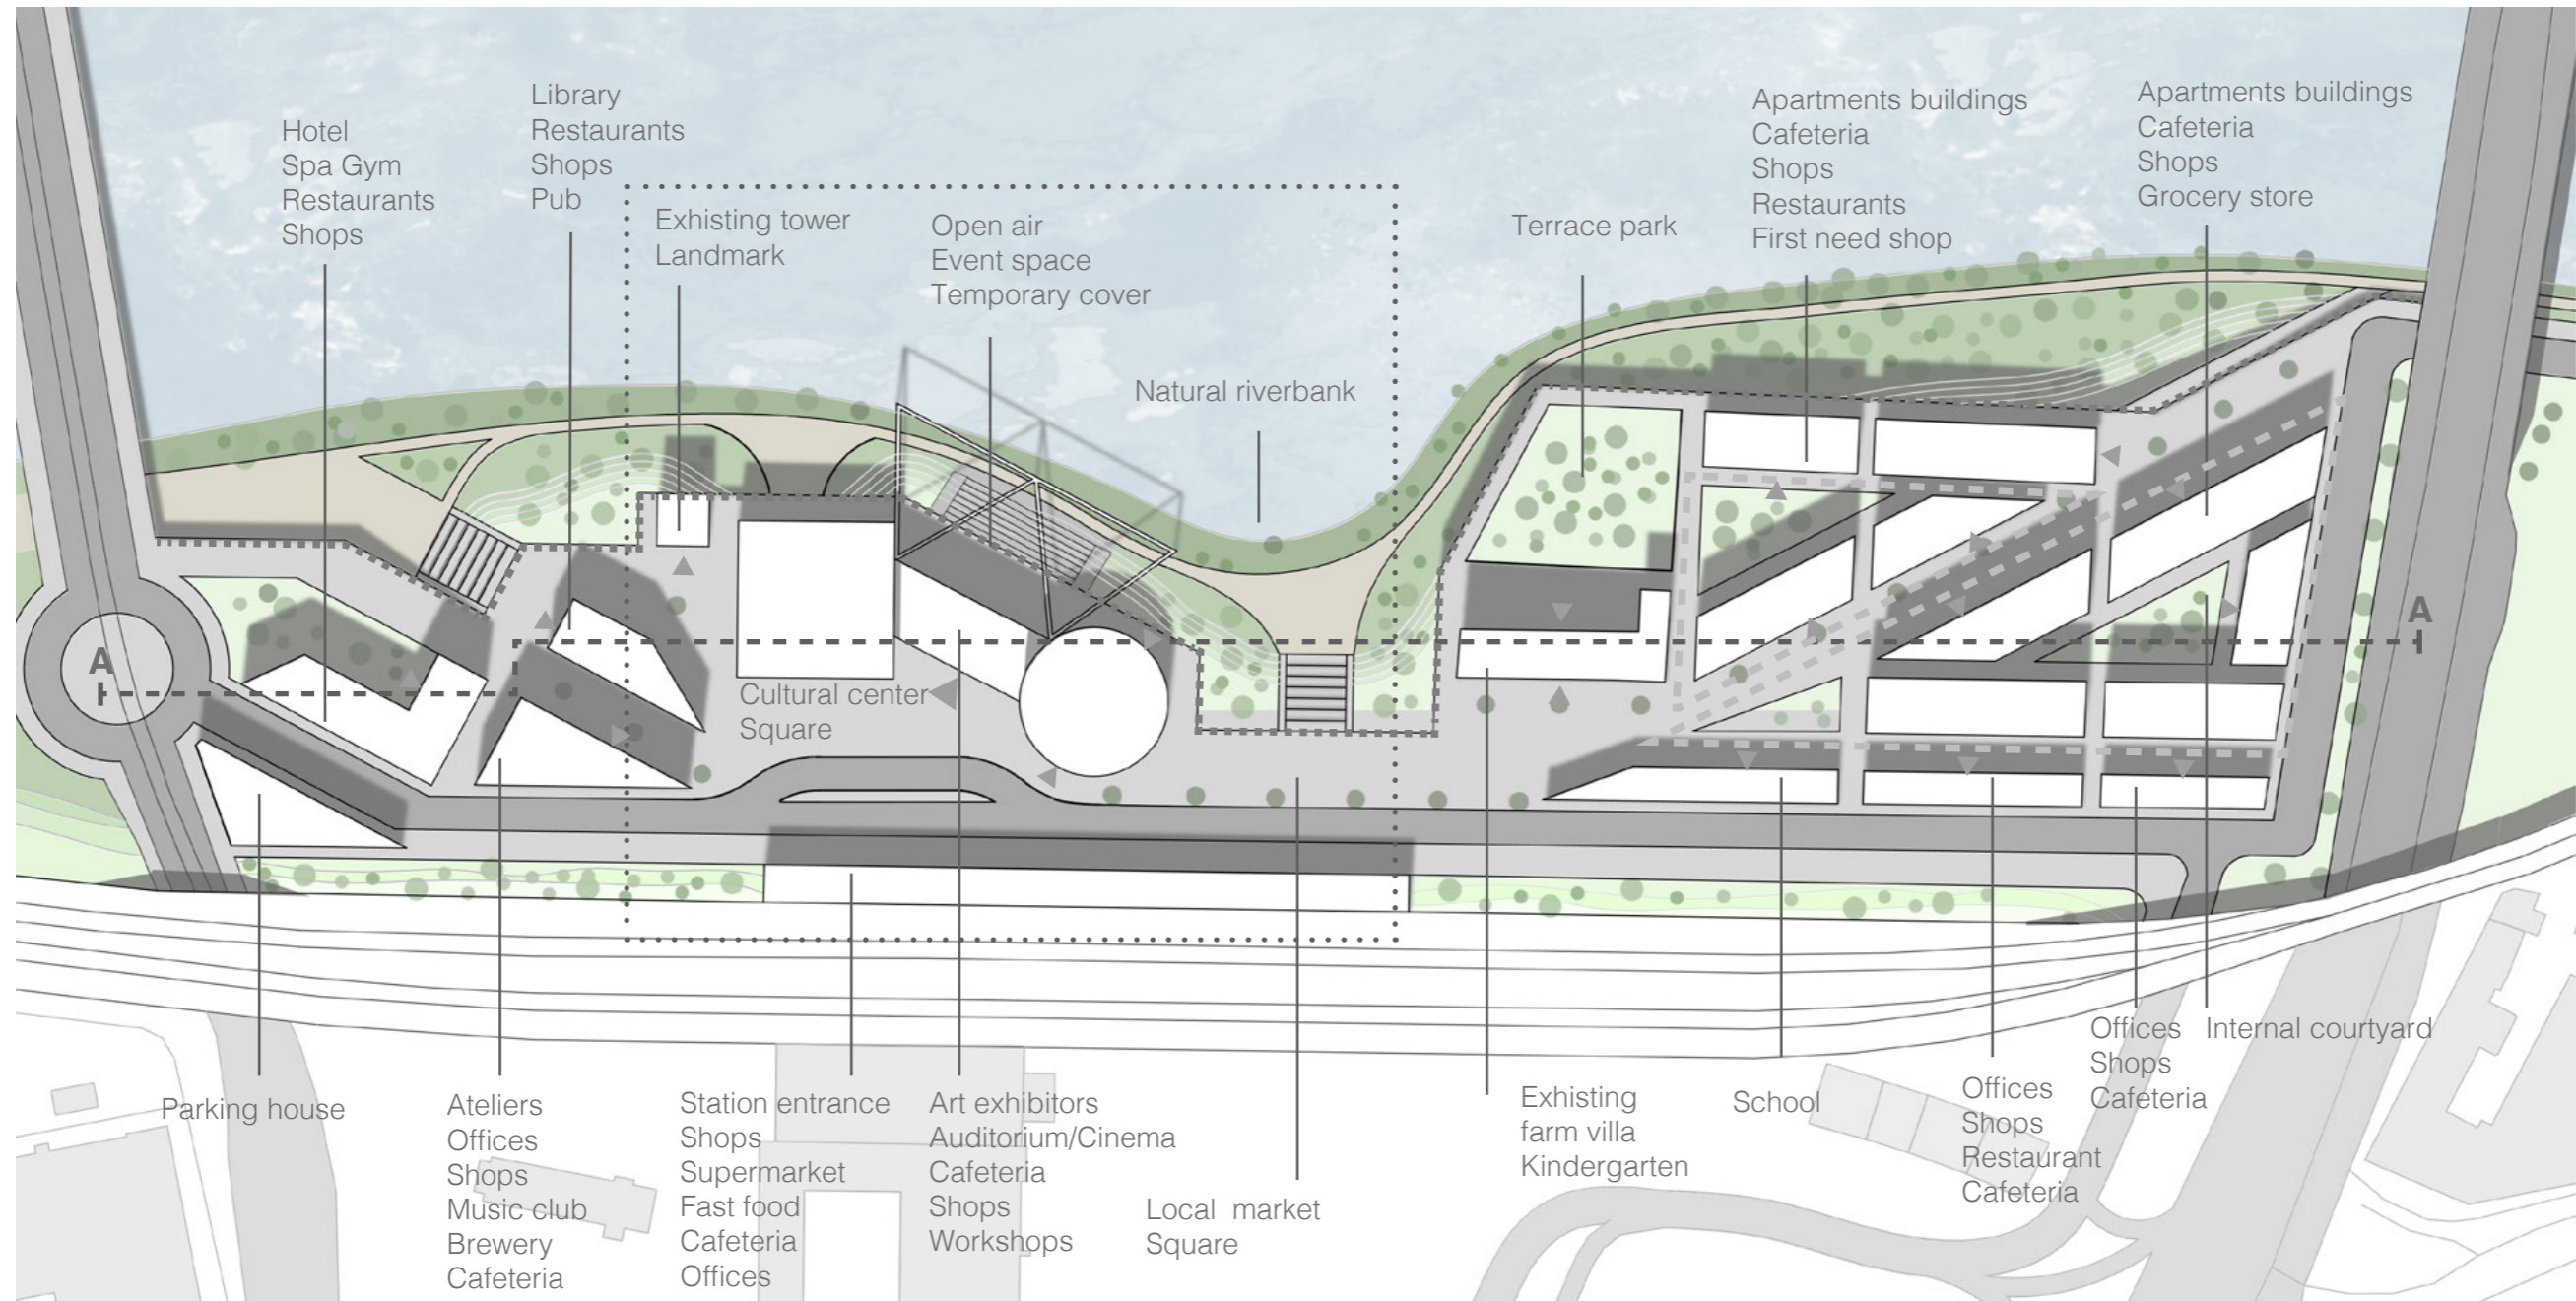 Hotel
Spa Gym
Restaurants
Shops
Library
Restaurants
Shops
Pub
Exhisting tower
Landmark
Open air
Event space
Temporary cover
Natural riverbank
Terrace park
Apartments buildings
Cafeteria
Shops
Restaurants
First need shop
Apartments buildings
Cafeteria
Shops
Grocery store
A
A
Cultural center
Square
Parking house
Ateliers
Offices
Shops
Music club
Brewery
Cafeteria
Station entrance
Shops
Supermarket
Fast food
Cafeteria
Offices
Art exhibitors
Auditorium/Cinema
Cafeteria
Shops
Workshops
Local market
Square
Exhisting
farm villa
Kindergarten
School
Offices
Shops
Restaurant
Cafeteria
Offices
Shops
Cafeteria
Internal courtyard